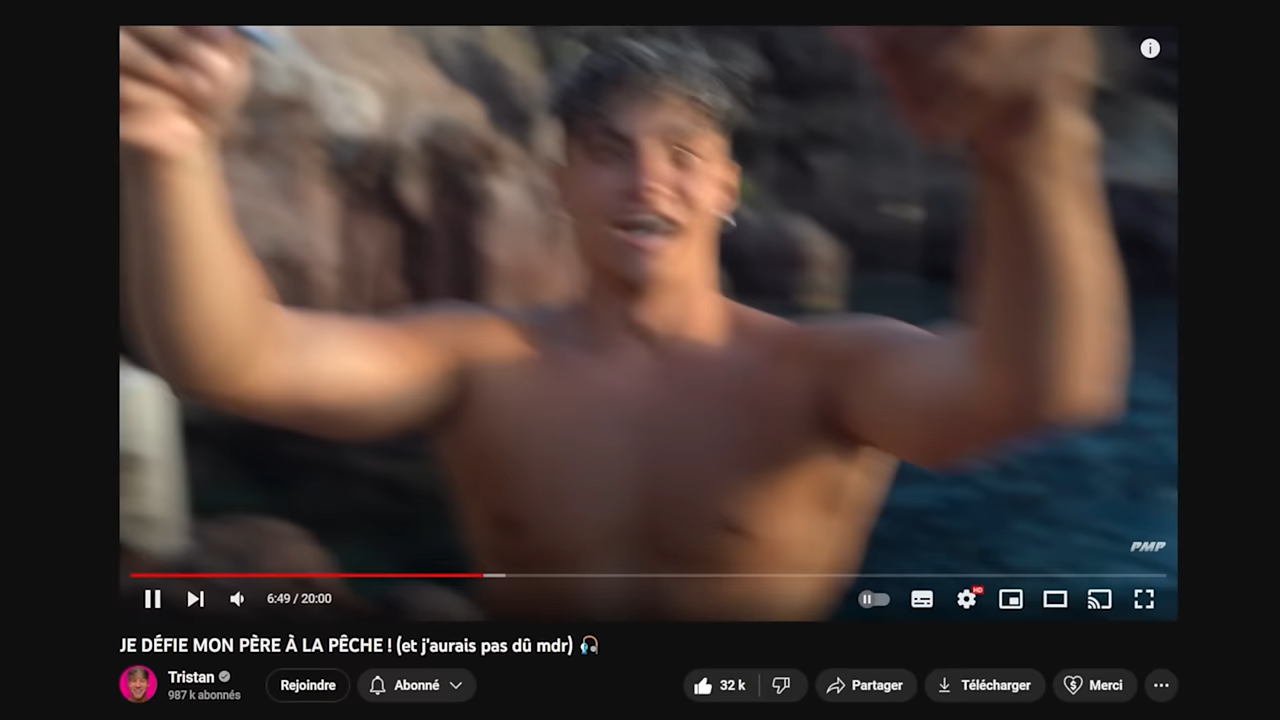 PMP
6:49 / 20:00
HD
JE DÉFIE MON PÈRE À LA PÊCHE ! (et j'aurais pas dû mdr) 🎣
Tristan
987 k abonnés
Rejoindre
Abonné
32 k
Partager
Télécharger
Merci